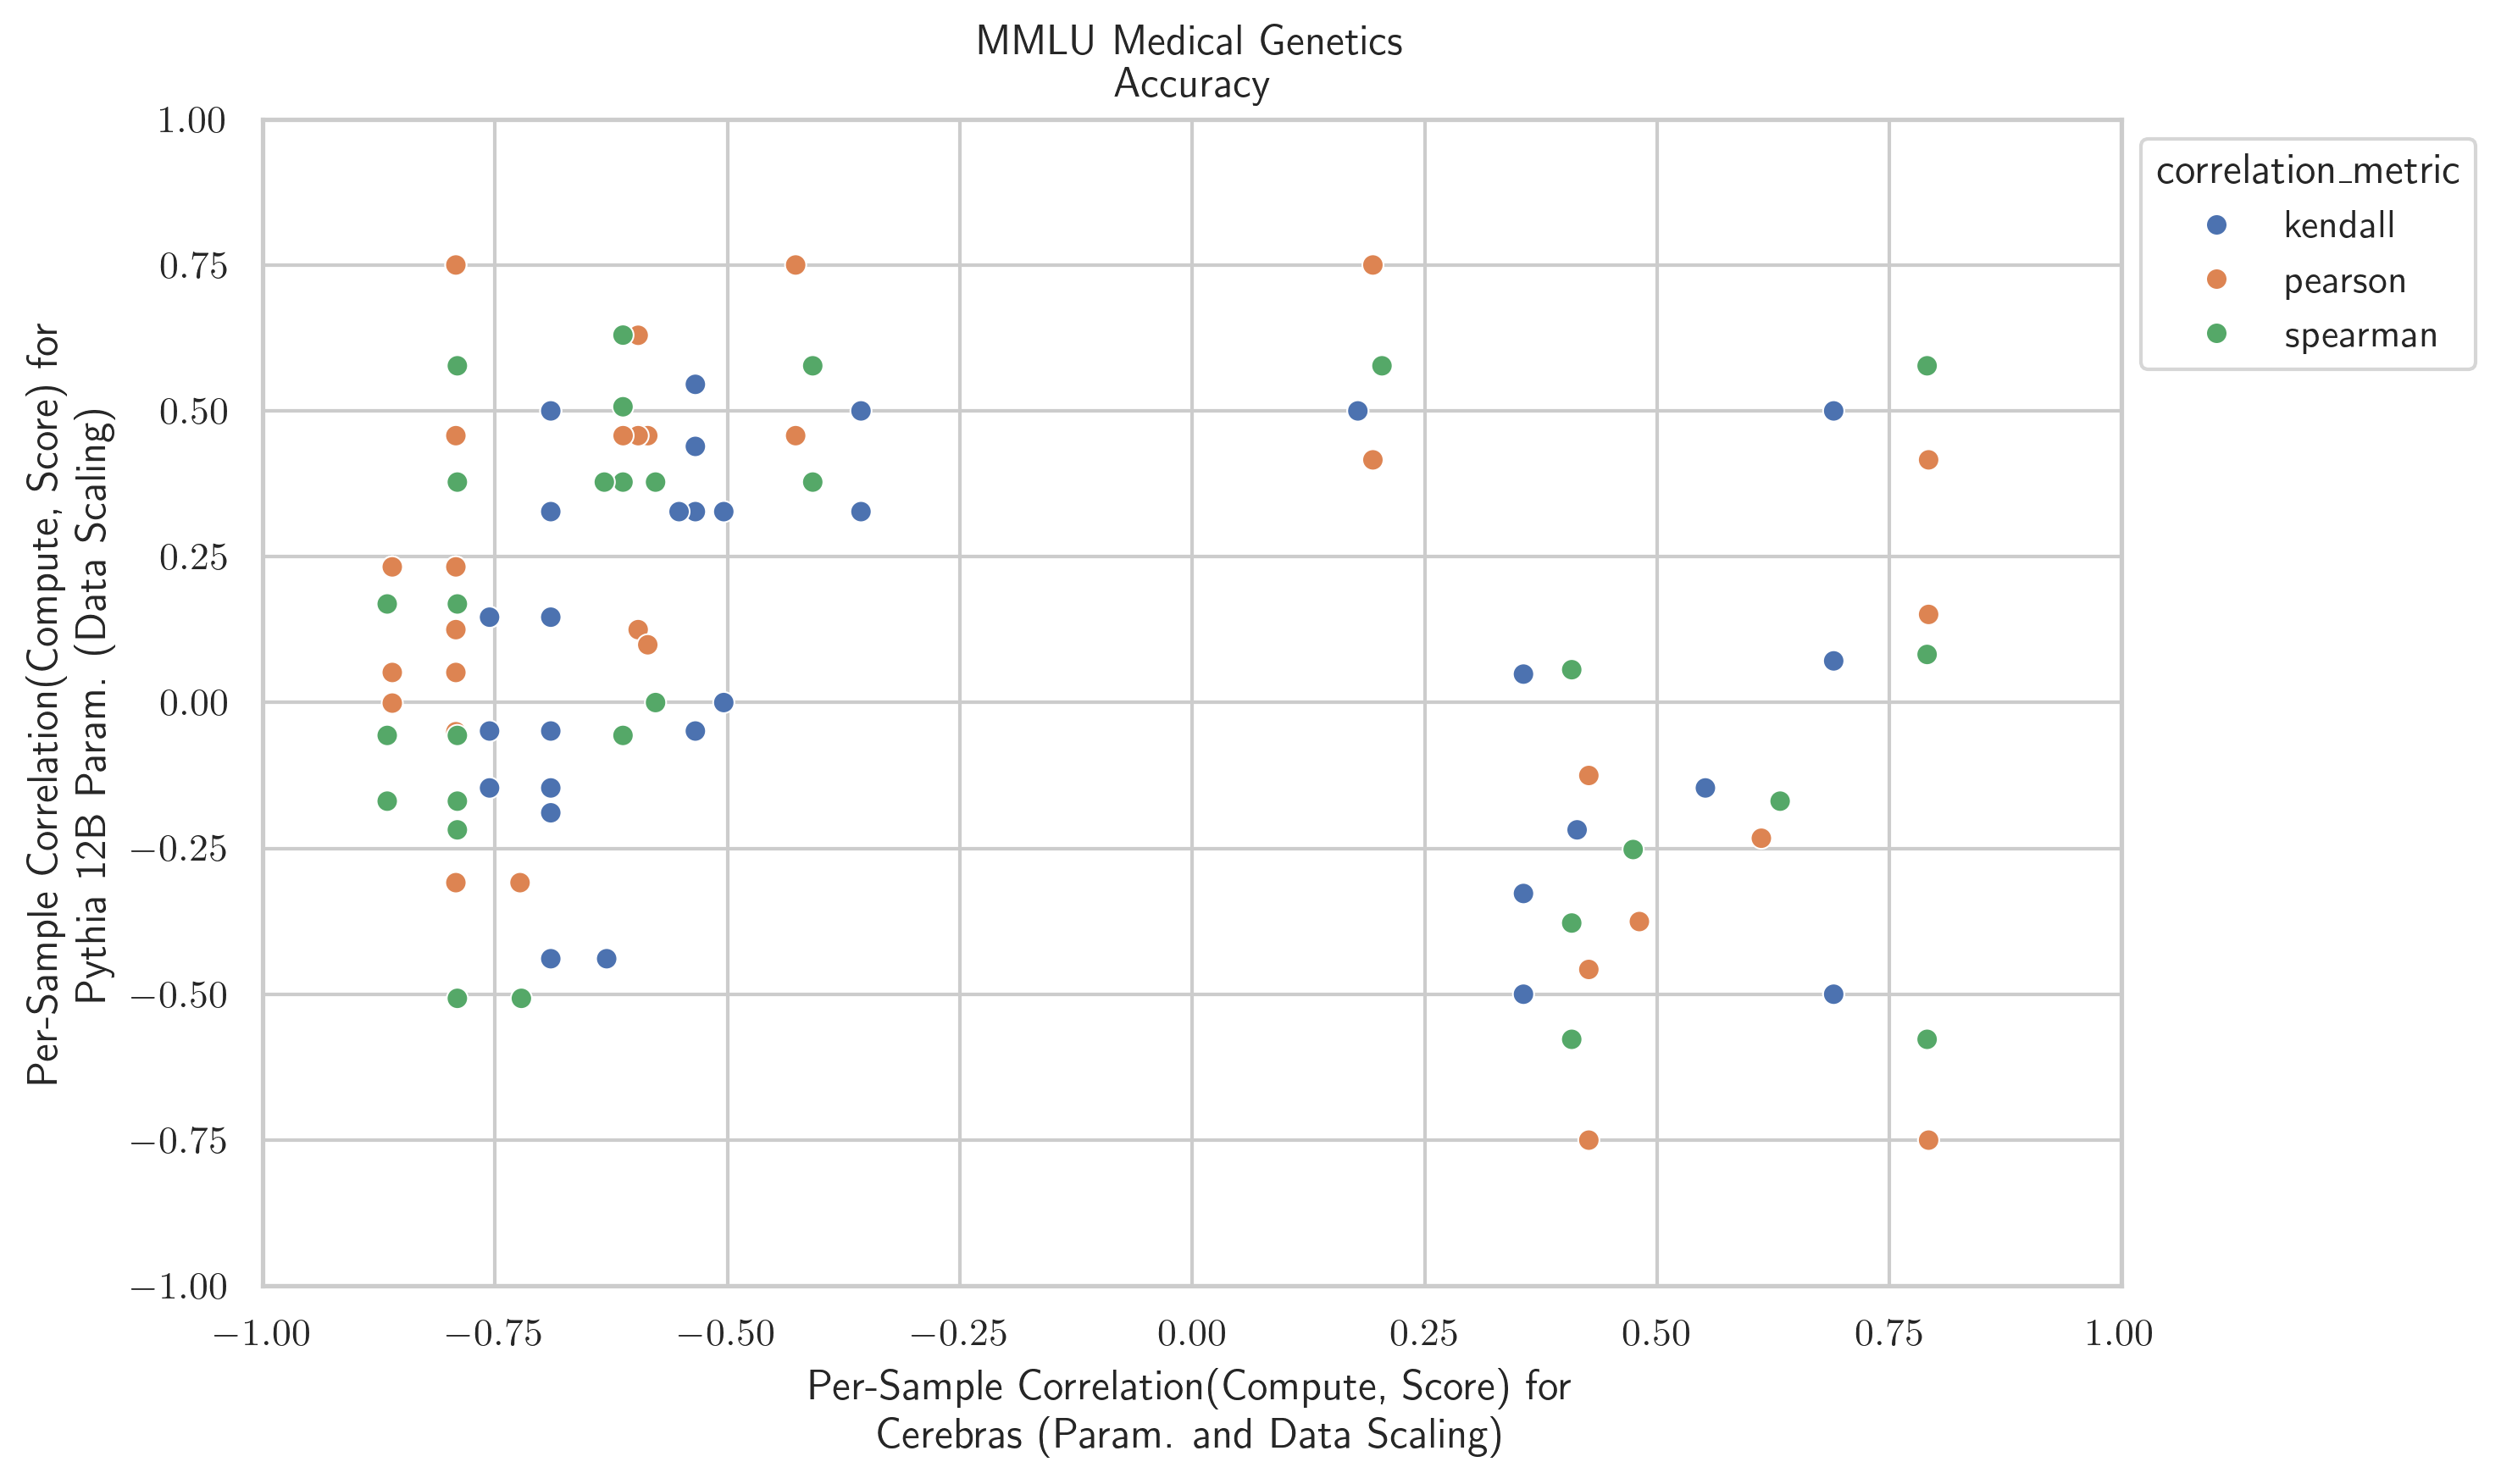 MMLU Medical Genetics
Accuracy
1.00
0.75
0.50
0.25
0.00
−0.25
−0.50
−0.75
−1.00
Per-Sample Correlation(Compute, Score) for
Pythia 12B Param. (Data Scaling)
correlation_metric
kendall
pearson
spearman
−1.00
−0.75
−0.50
−0.25
0.00
0.25
0.50
0.75
1.00
Per-Sample Correlation(Compute, Score) for
Cerebras (Param. and Data Scaling)